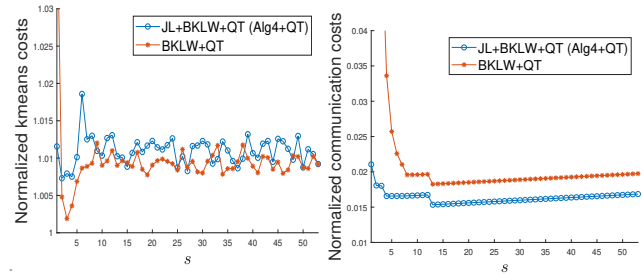 Normalized kmeans costs
1.03
1.025
1.02
1.015
1.01
1.005
1
JL+BKLW+QT (Alg4+QT)
BKLW+QT
5 10 15 20 25 30 35 40 45 50
s
Normalized communication costs
0.04
0.035
0.03
0.025
0.02
0.015
0.01
JL+BKLW+QT (Alg4+QT)
BKLW+QT
5 10 15 20 25 30 35 40 45 50
s